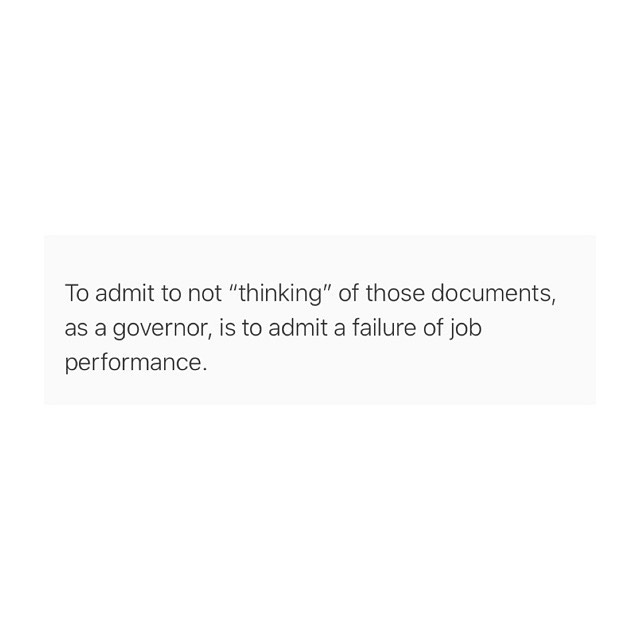 To admit to not “thinking” of those documents,
as a governor, is to admit a failure of job
performance.